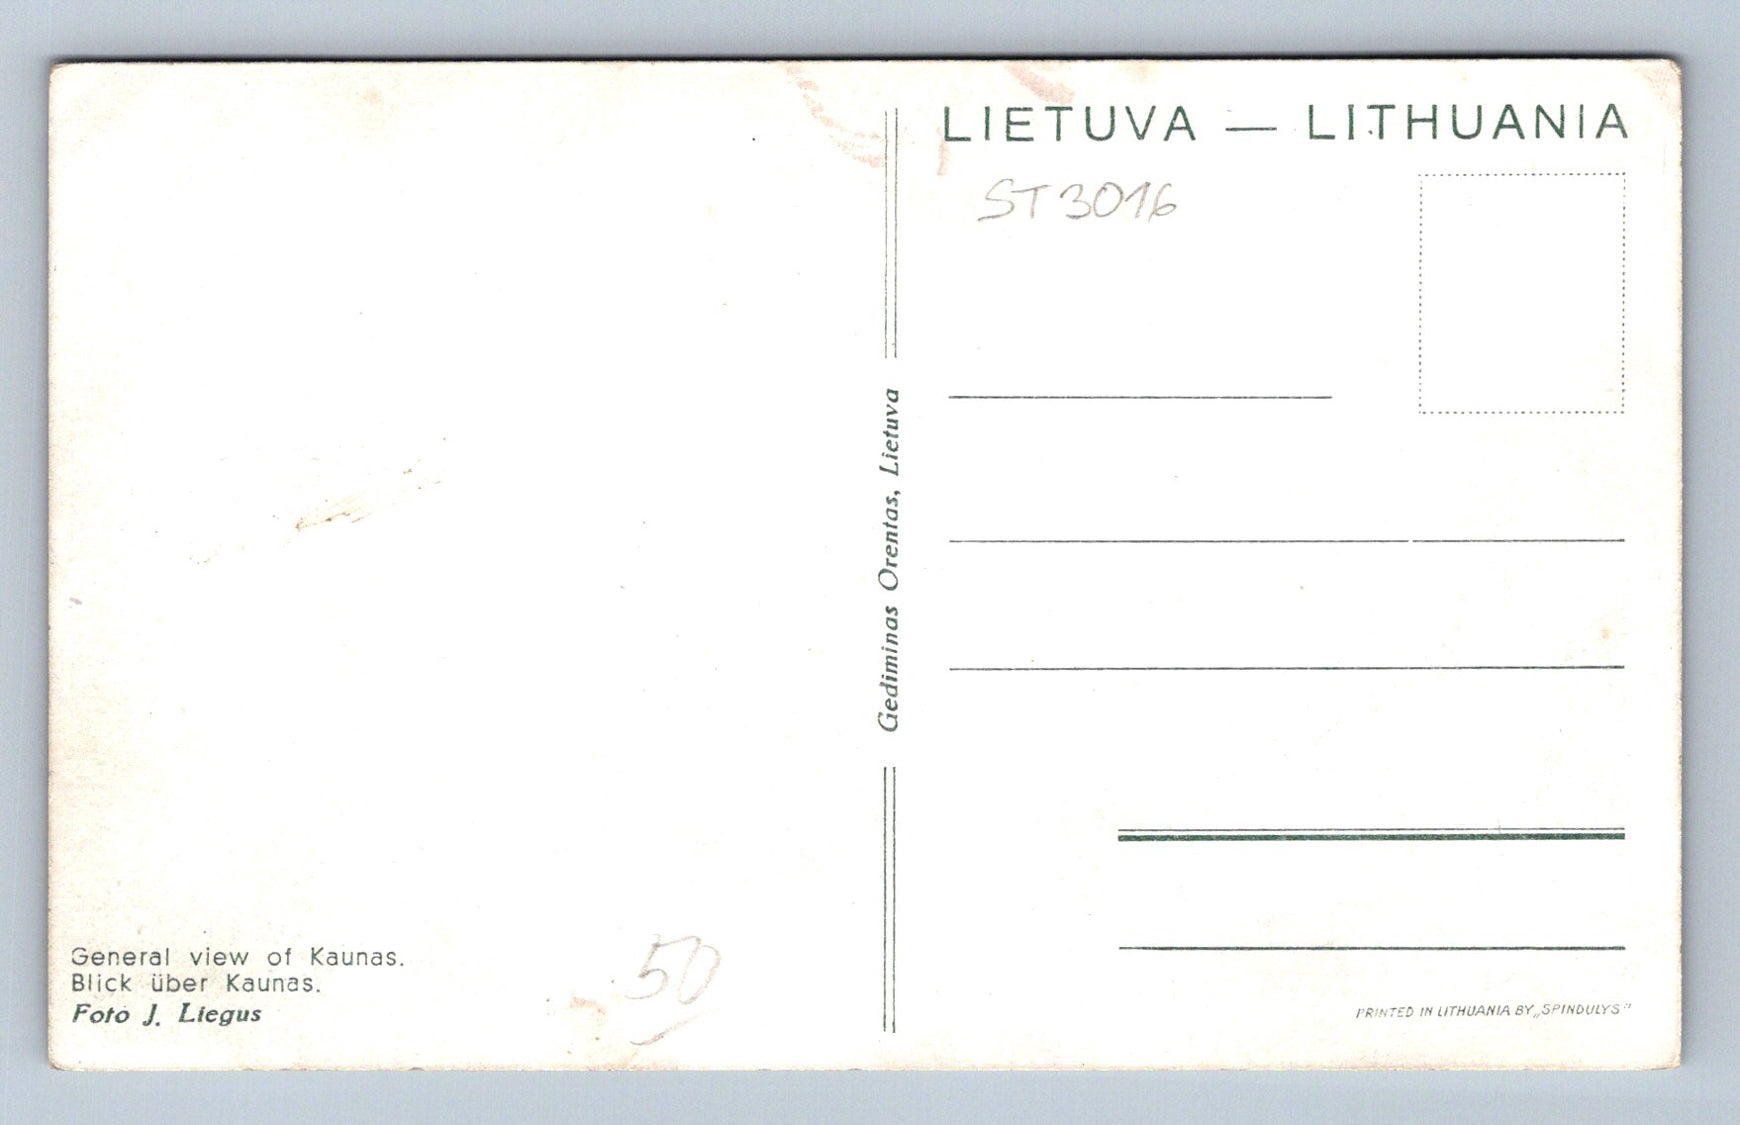 LIETUVA — LITHUANIA
ST3016
Gediminas Orentas, Lietuva
General view of Kaunas.
Blick über Kaunas.
Foto J. Liegus
50
PRINTED IN LITHUANIA BY „SPINDULYS"